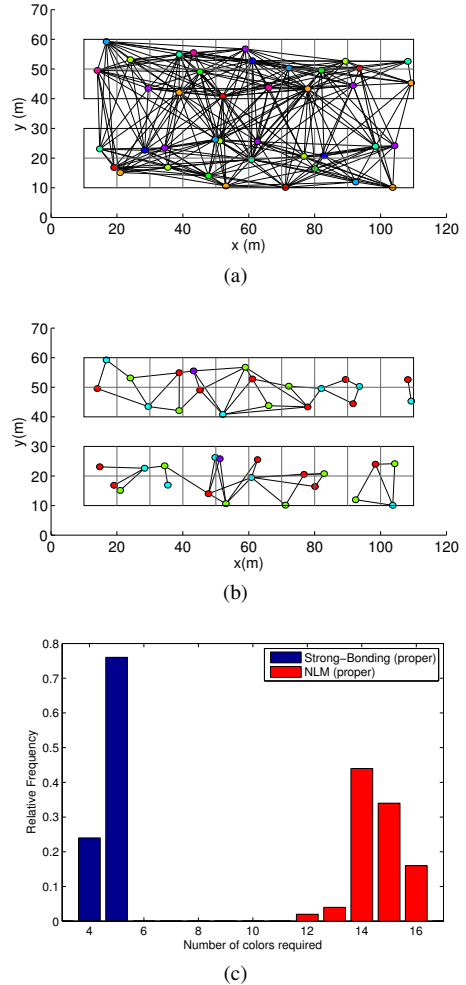 70
60
50
40
30
20
10
0
y (m)
20 40 60 80 100 120
x (m)
(a)
70
60
50
40
30
20
10
0
y(m)
20 40 60 80 100 120
x(m)
(b)
0.8
0.7
0.6
0.5
0.4
0.3
0.2
0.1
0
Relative Frequency
Strong−Bonding (proper)
NLM (proper)
4 6 8 10 12 14 16
Number of colors required
(c)